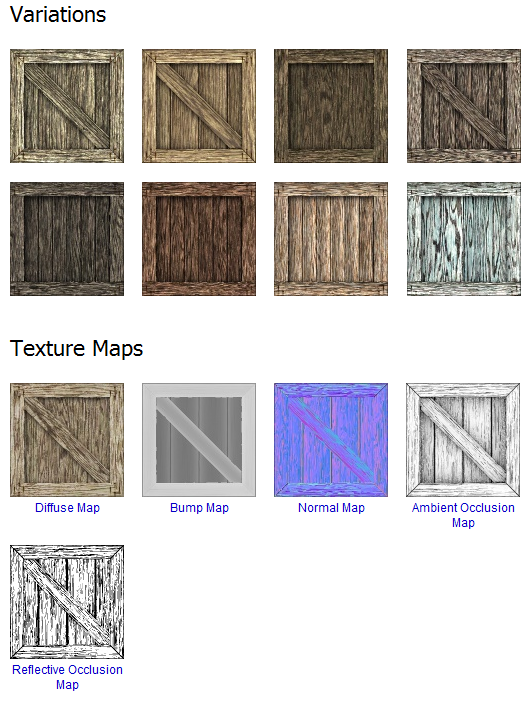 Variations
Texture Maps
Diffuse Map
Bump Map
Normal Map
Ambient Occlusion
Map
Reflective Occlusion
Map